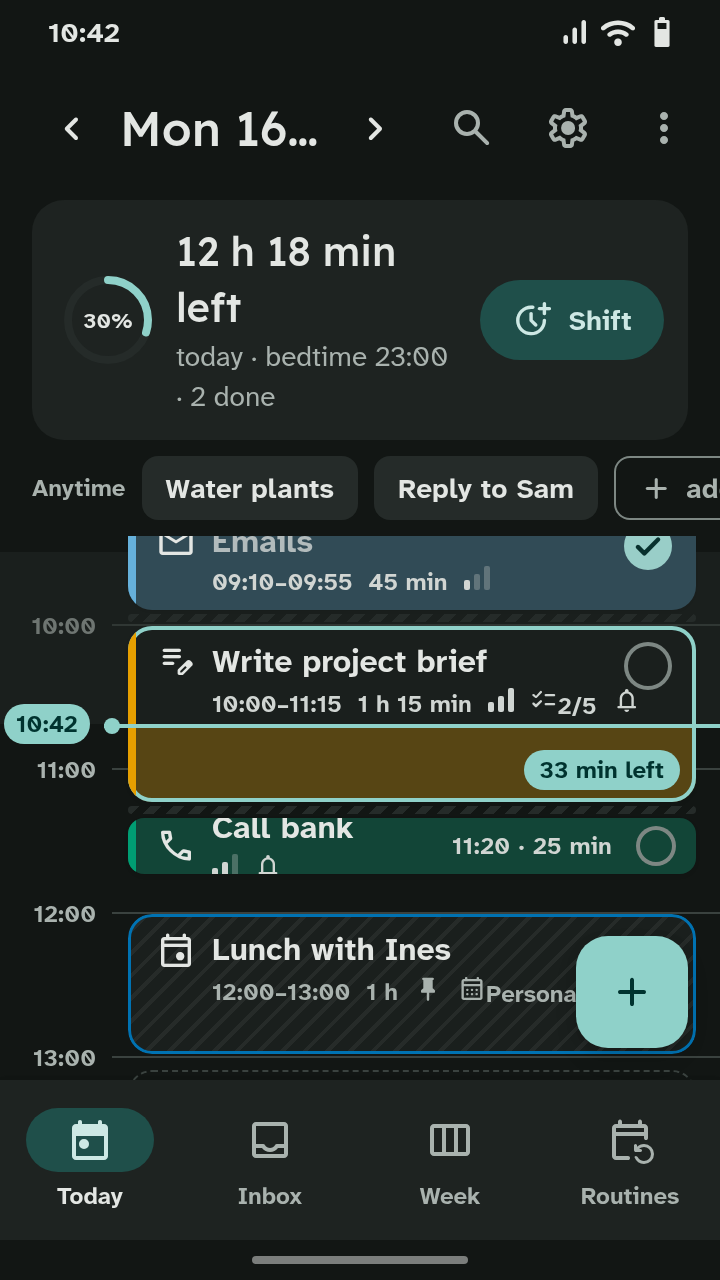 10:42
Mon 16…
30%
12 h 18 min
left
today · bedtime 23:00
· 2 done
Shift
Anytime
Water plants
Reply to Sam
Emails
09:10–09:55 45 min
10:00
Write project brief
10:00–11:15 1 h 15 min 2/5
10:42
11:00
33 min left
Call bank
11:20 · 25 min
12:00
Lunch with Ines
12:00–13:00 1 h
13:00
Today
Inbox
Week
Routines